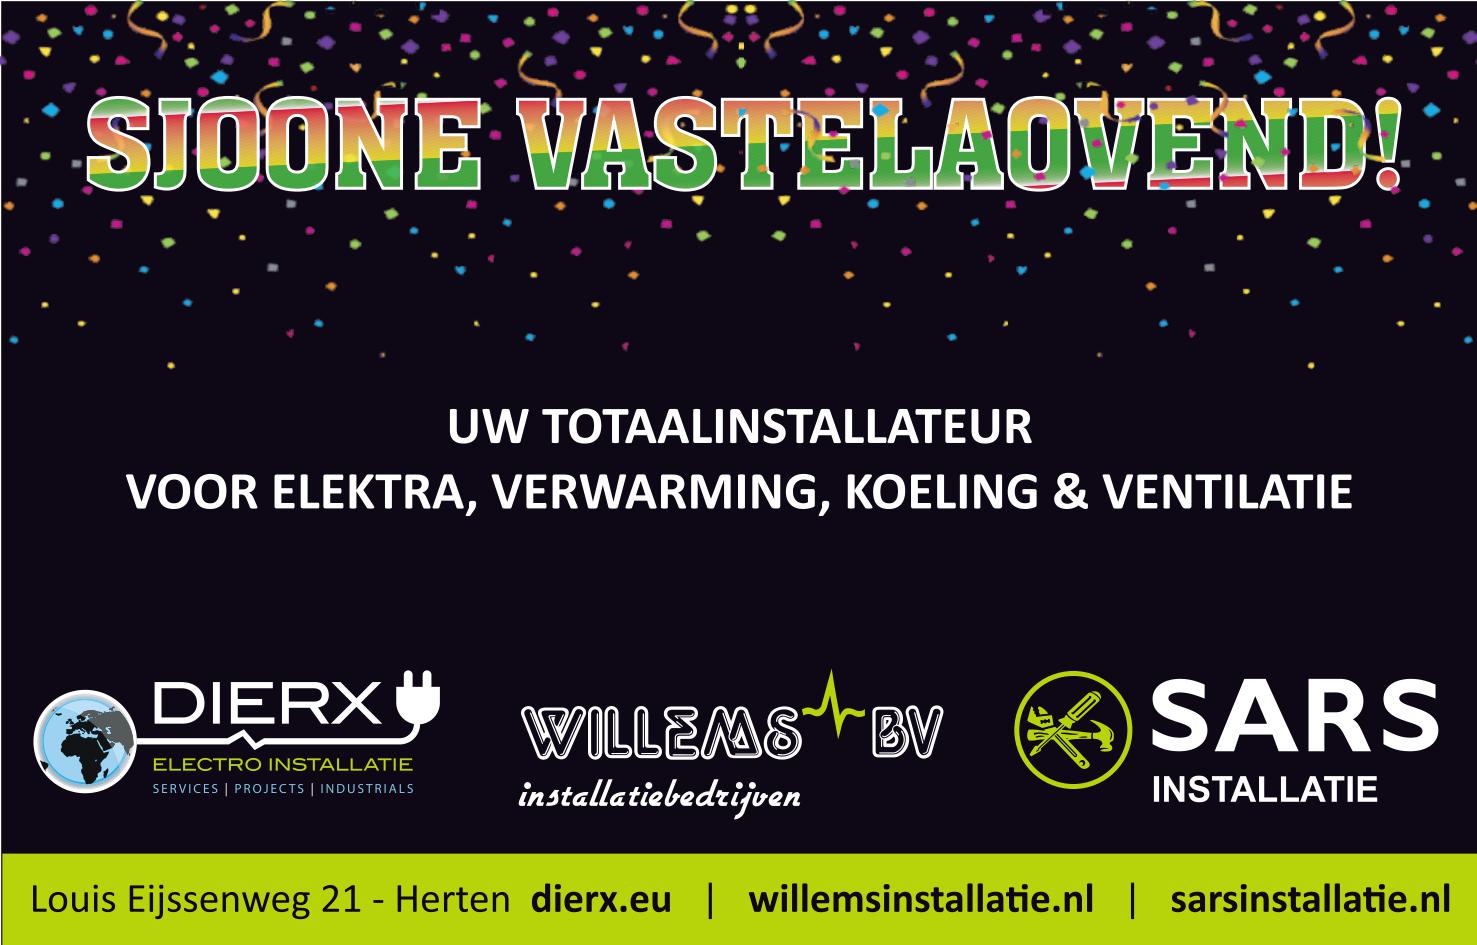 SJOONE VASTELAOVEND!
UW TOTAALINSTALLATEUR
VOOR ELEKTRA, VERWARMING, KOELING & VENTILATIE
DIERX
ELECTRO INSTALLATIE
SERVICES | PROJECTS | INDUSTRIALS
WILLEMS BV
installatiebedrijven
SARS
INSTALLATIE
Louis Eijssenweg 21 - Herten dierx.eu | willemsinstallatie.nl | sarsinstallatie.nl